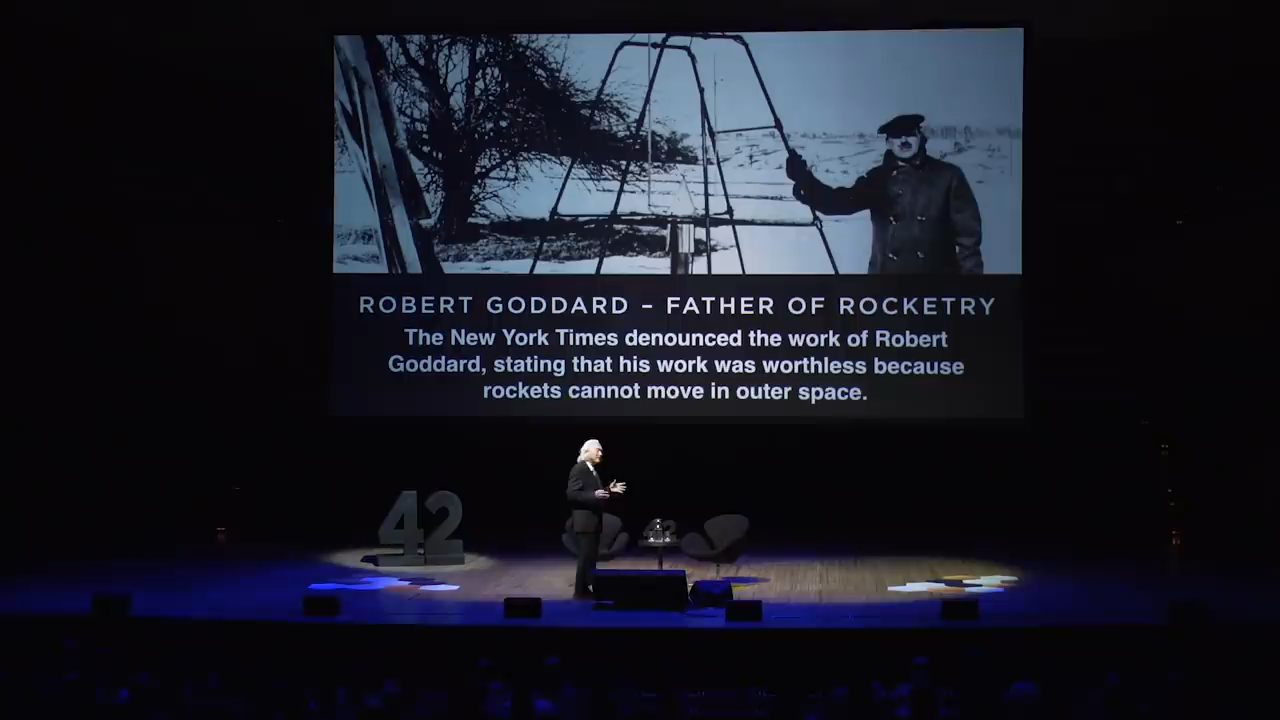 ROBERT GODDARD – FATHER OF ROCKETRY
The New York Times denounced the work of Robert
Goddard, stating that his work was worthless because
rockets cannot move in outer space.
42
42